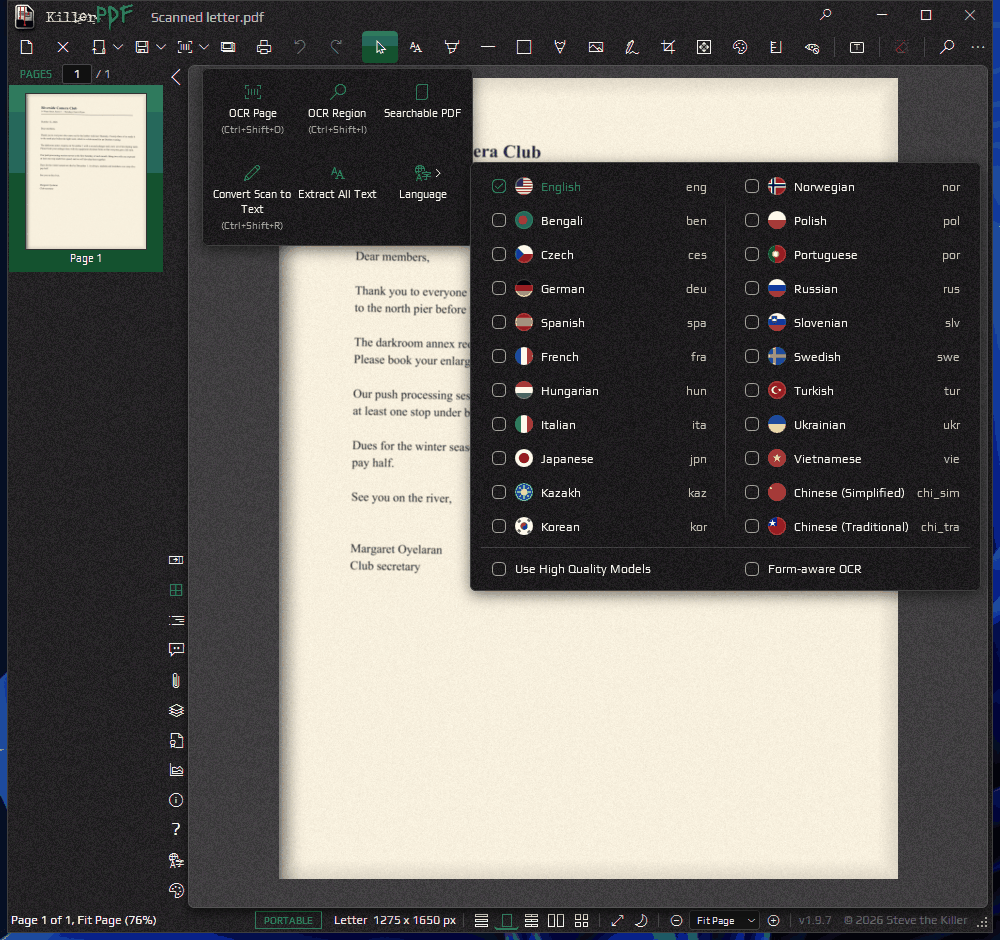 KillerPDF
Scanned letter.pdf
PAGES 1 / 1
Page 1
OCR Page
(Ctrl+Shift+O)
OCR Region
(Ctrl+Shift+I)
Searchable PDF
Convert Scan to
Text
(Ctrl+Shift+R)
Extract All Text
Language
era Club
English eng
Bengali ben
Czech ces
German deu
Spanish spa
French fra
Hungarian hun
Italian ita
Japanese jpn
Kazakh kaz
Korean kor
Norwegian nor
Polish pol
Portuguese por
Russian rus
Slovenian slv
Swedish swe
Turkish tur
Ukrainian ukr
Vietnamese vie
Chinese (Simplified) chi_sim
Chinese (Traditional) chi_tra
Use High Quality Models
Form-aware OCR
Dear members,
Thank you to everyone
to the north pier before
The darkroom annex
Please book your
Our push processing
at least one stop under
Dues for the winter
pay half.
See you on the river,
Margaret Oyelaran
Club secretary
Page 1 of 1, Fit Page (76%)
PORTABLE
Letter 1275 x 1650 px
Fit Page
v1.9.7
© 2026 Steve the Killer